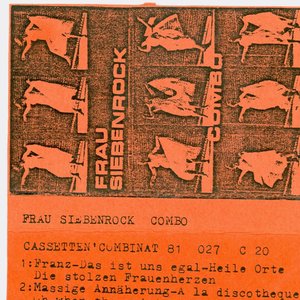 FRAU
SIEBENROCK
COMBO
FRAU SIEBENROCK COMBO
CASSETTEN'COMBINAT 81 027 C 20
1:Franz-Das ist uns egal-Heile Orte
Die stolzen Frauenherzen
2:Massige Annäherung-A la discotheque